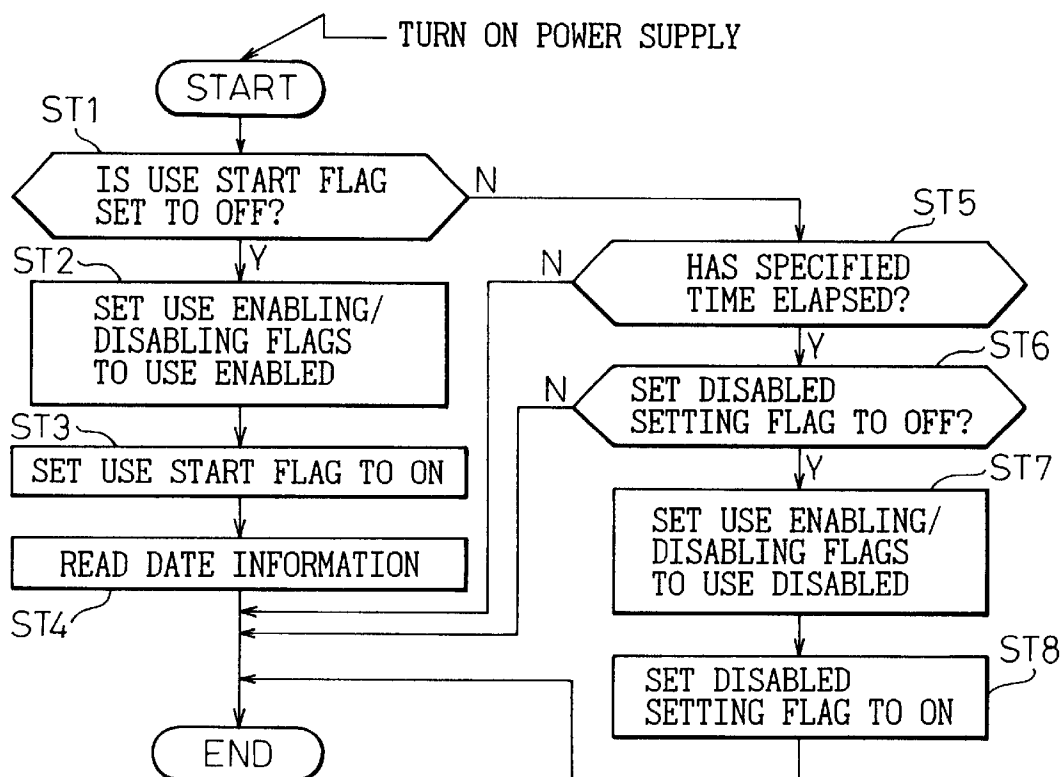 TURN ON POWER SUPPLY
START
ST1
IS USE START FLAG
SET TO OFF?
N
Y
ST2
SET USE ENABLING/
DISABLING FLAGS
TO USE ENABLED
ST3
SET USE START FLAG TO ON
READ DATE INFORMATION
ST4
END
ST5
HAS SPECIFIED
TIME ELAPSED?
N
Y
ST6
SET DISABLED
SETTING FLAG TO OFF?
N
Y
ST7
SET USE ENABLING/
DISABLING FLAGS
TO USE DISABLED
ST8
SET DISABLED
SETTING FLAG TO ON